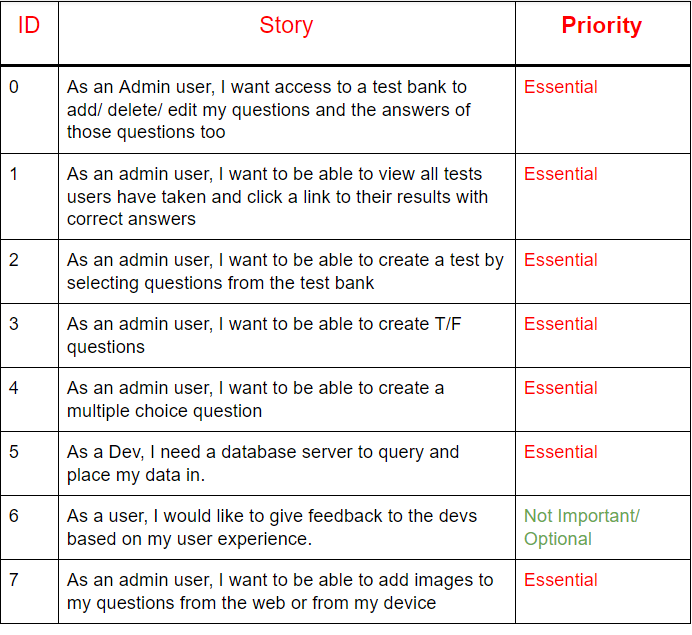 ID Story Priority
0 As an Admin user, I want access to a test bank to Essential
add/ delete/ edit my questions and the answers of
those questions too
1 As an admin user, I want to be able to view all tests Essential
users have taken and click a link to their results with
correct answers
2 As an admin user, I want to be able to create a test by Essential
selecting questions from the test bank
3 As an admin user, I want to be able to create T/F Essential
questions
4 As an admin user, I want to be able to create a Essential
multiple choice question
5 As a Dev, I need a database server to query and Essential
place my data in.
6 As a user, I would like to give feedback to the devs Not Important/
based on my user experience. Optional
7 As an admin user, I want to be able to add images to Essential
my questions from the web or from my device